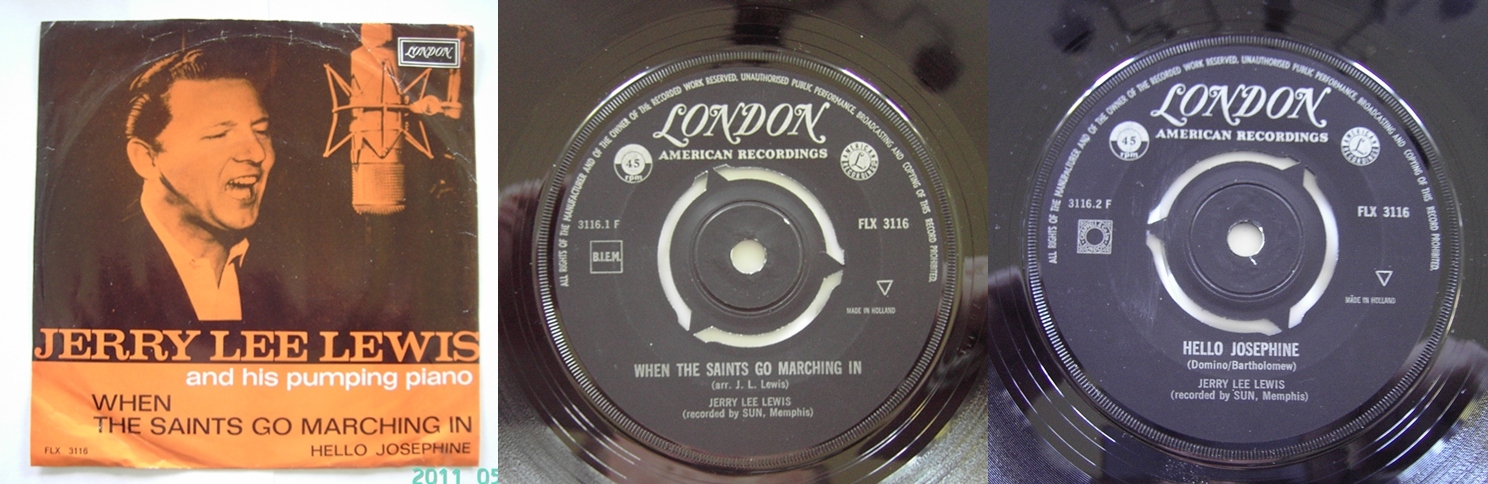 LONDON
JERRY LEE LEWIS
and his pumping piano
WHEN
THE SAINTS GO MARCHING IN
HELLO JOSEPHINE
FLX 3116
2011 05
ALL RIGHTS OF THE MANUFACTURER AND OF THE OWNER OF THE RECORDED WORK RESERVED. UNAUTHORISED PUBLIC PERFORMANCE, BROADCASTING AND COPYING OF THIS RECORD PROHIBITED.
LONDON
AMERICAN RECORDINGS
45
rpm
AMERICAN RECORDINGS
L
3116.1 F
FLX 3116
B.I.E.M.
MADE IN HOLLAND
WHEN THE SAINTS GO MARCHING IN
(arr. J. L. Lewis)
JERRY LEE LEWIS
(recorded by SUN, Memphis)
ALL RIGHTS OF THE MANUFACTURER AND OF THE OWNER OF THE RECORDED WORK RESERVED. UNAUTHORISED PUBLIC PERFORMANCE, BROADCASTING AND COPYING OF THIS RECORD PROHIBITED.
LONDON
AMERICAN RECORDINGS
45
rpm
AMERICAN RECORDINGS
L
3116.2 F
FLX 3116
MADE IN HOLLAND
HELLO JOSEPHINE
(Domino/Bartholomew)
JERRY LEE LEWIS
(recorded by SUN, Memphis)